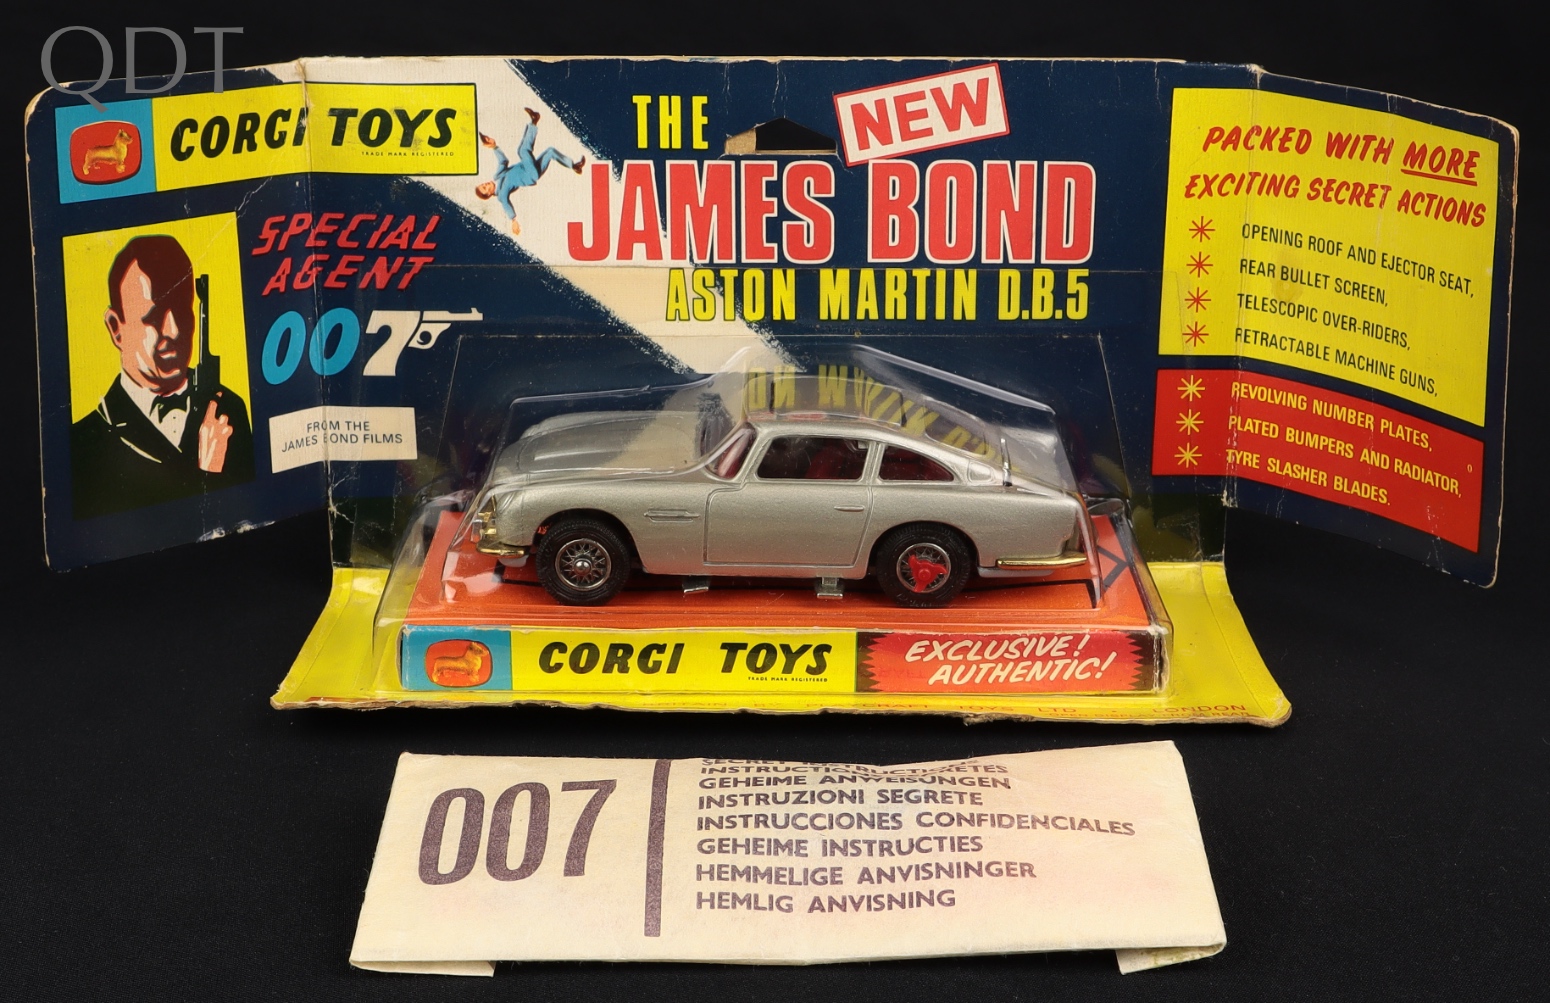 QDT
CORGI TOYS
TRADE MARK REGISTERED
SPECIAL
AGENT
007
FROM THE
JAMES BOND FILMS
THE
NEW
JAMES BOND
ASTON MARTIN D.B.5
PACKED WITH MORE
EXCITING SECRET ACTIONS
OPENING ROOF AND EJECTOR SEAT,
REAR BULLET SCREEN,
TELESCOPIC OVER-RIDERS,
RETRACTABLE MACHINE GUNS,
REVOLVING NUMBER PLATES,
PLATED BUMPERS AND RADIATOR,
TYRE SLASHER BLADES.
CORGI TOYS
TRADE MARK REGISTERED
EXCLUSIVE!
AUTHENTIC!
TOYS LTD · LONDON
007
GEHEIME ANWEISUNGEN
INSTRUZIONI SEGRETE
INSTRUCCIONES CONFIDENCIALES
GEHEIME INSTRUCTIES
HEMMELIGE ANVISNINGER
HEMLIG ANVISNING